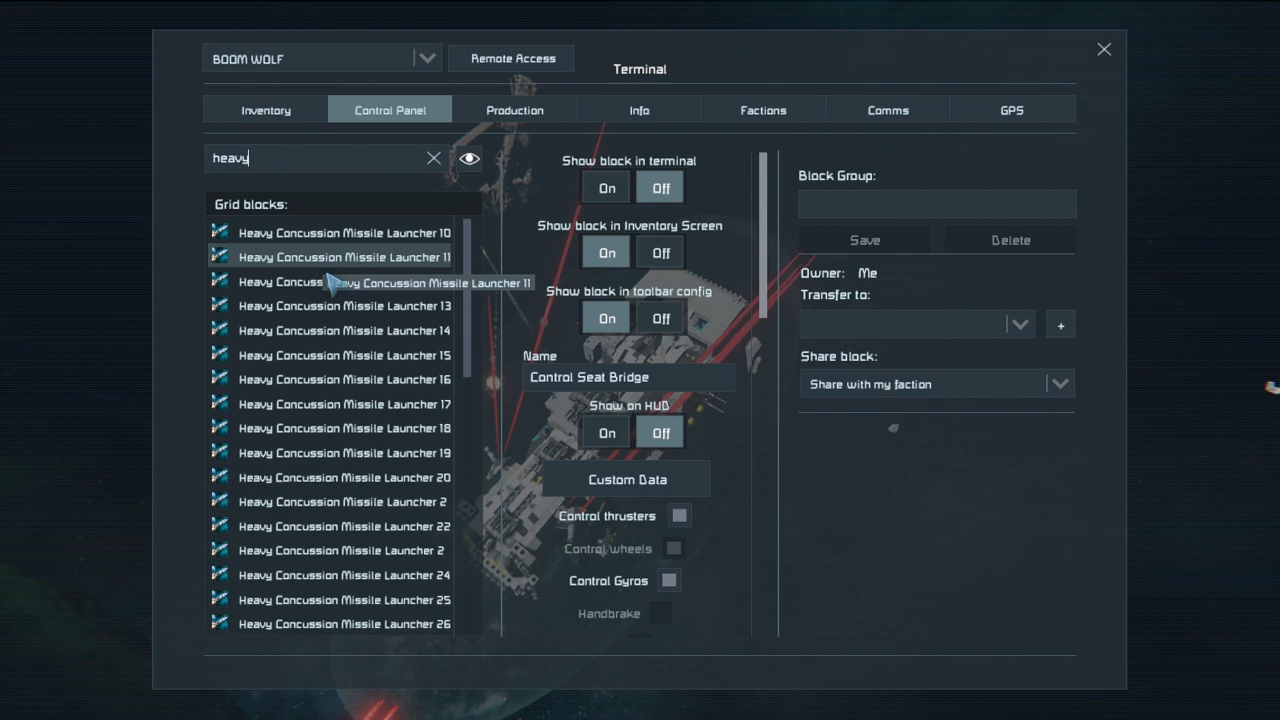 BOOM WOLF
Remote Access
Terminal
Inventory
Control Panel
Production
Info
Factions
Comms
GPS
heavy
Grid blocks:
Heavy Concussion Missile Launcher 10
Heavy Concussion Missile Launcher 11
Heavy Concuss
Heavy Concussion Missile Launcher 11
Heavy Concussion Missile Launcher 13
Heavy Concussion Missile Launcher 14
Heavy Concussion Missile Launcher 15
Heavy Concussion Missile Launcher 16
Heavy Concussion Missile Launcher 17
Heavy Concussion Missile Launcher 18
Heavy Concussion Missile Launcher 19
Heavy Concussion Missile Launcher 20
Heavy Concussion Missile Launcher 2
Heavy Concussion Missile Launcher 22
Heavy Concussion Missile Launcher 2
Heavy Concussion Missile Launcher 24
Heavy Concussion Missile Launcher 25
Heavy Concussion Missile Launcher 26
Show block in terminal
On Off
Show block in Inventory Screen
On Off
Show block in toolbar config
On Off
Name
Control Seat Bridge
Show on HUD
On Off
Custom Data
Control thrusters
Control wheels
Control Gyros
Handbrake
Block Group:
Save
Delete
Owner: Me
Transfer to:
+
Share block:
Share with my faction